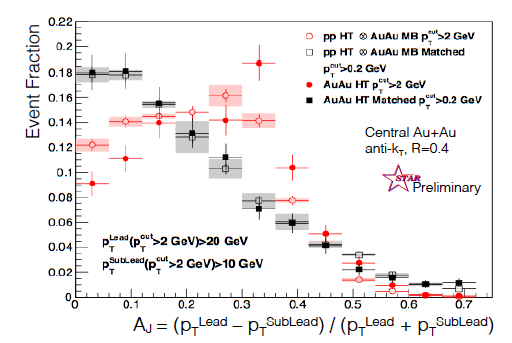 0.22
0.2
0.18
0.16
0.14
0.12
0.1
0.08
0.06
0.04
0.02
0
Event Fraction
pp HT ⊗ AuAu MB p_T^cut>2 GeV
pp HT ⊗ AuAu MB Matched
p_T^cut>0.2 GeV
AuAu HT p_T^cut>2 GeV
AuAu HT Matched p_T^cut>0.2 GeV
Central Au+Au
anti-k_T, R=0.4
STAR
Preliminary
p_T^Lead(p_T^cut>2 GeV)>20 GeV
p_T^SubLead(p_T^cut>2 GeV)>10 GeV
0 0.1 0.2 0.3 0.4 0.5 0.6 0.7
A_J = (p_T^Lead – p_T^SubLead) / (p_T^Lead + p_T^SubLead)